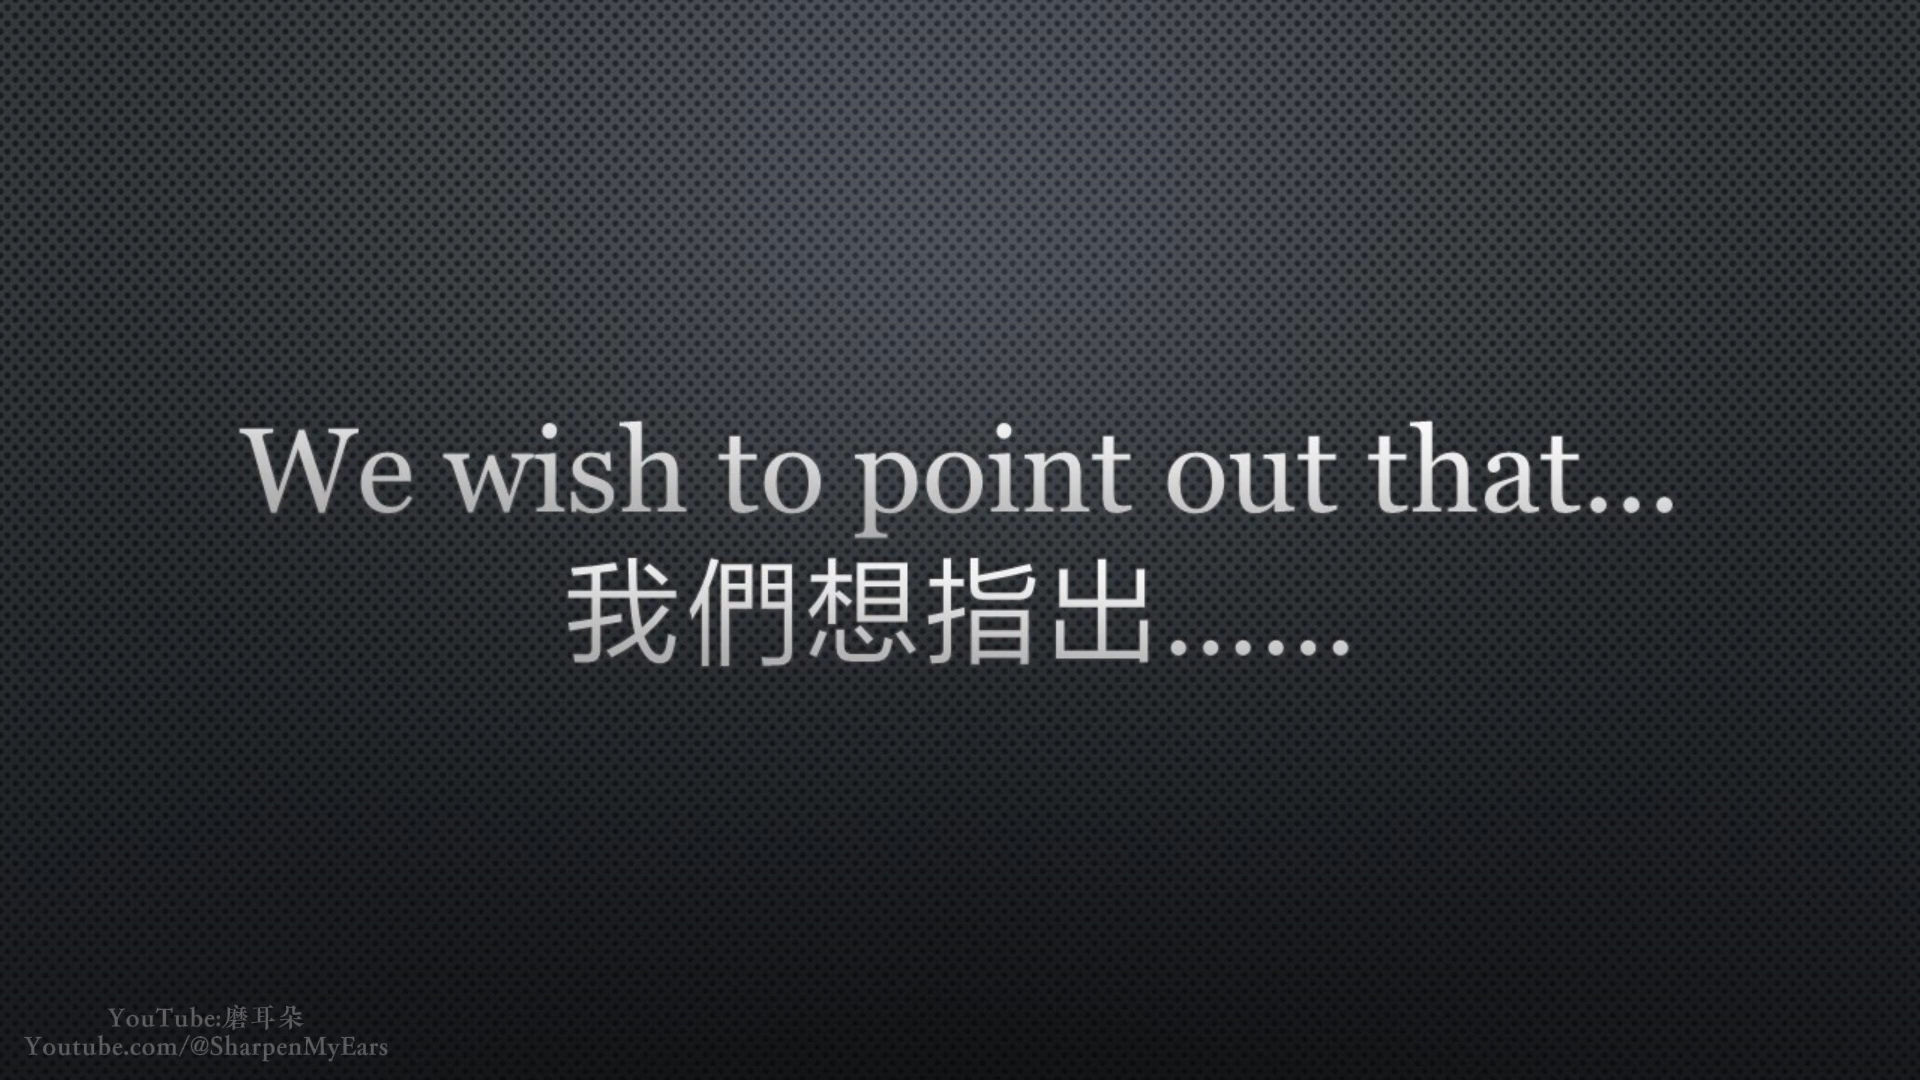 We wish to point out that...
我們想指出......
YouTube:磨耳朵
Youtube.com/@SharpenMyEars